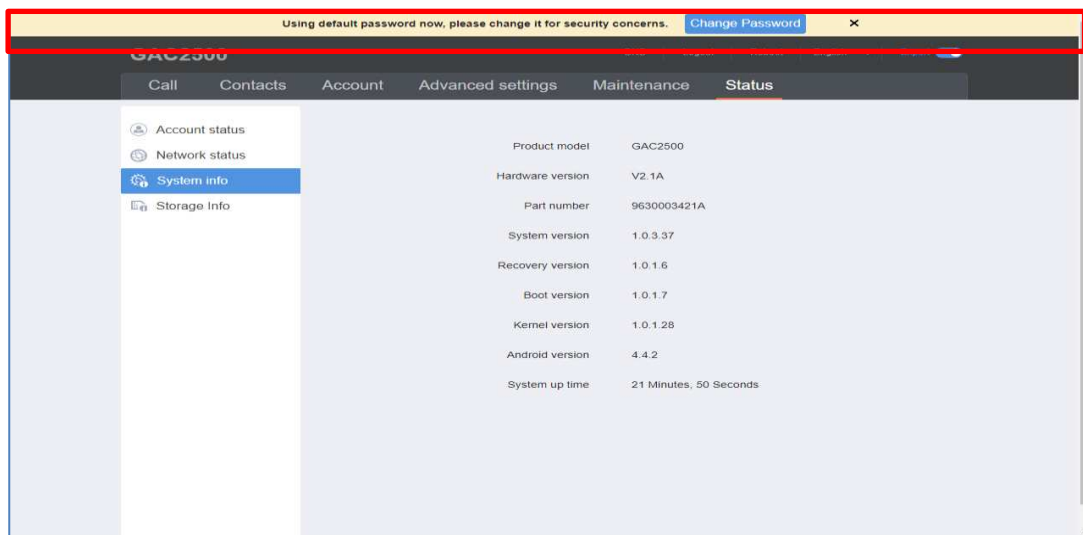 Using default password now, please change it for security concerns. Change Password ×
GAC2500
Call Contacts Account Advanced settings Maintenance Status
Account status
Network status
System info
Storage Info
Product model GAC2500
Hardware version V2.1A
Part number 9630003421A
System version 1.0.3.37
Recovery version 1.0.1.6
Boot version 1.0.1.7
Kernel version 1.0.1.28
Android version 4.4.2
System up time 21 Minutes, 50 Seconds